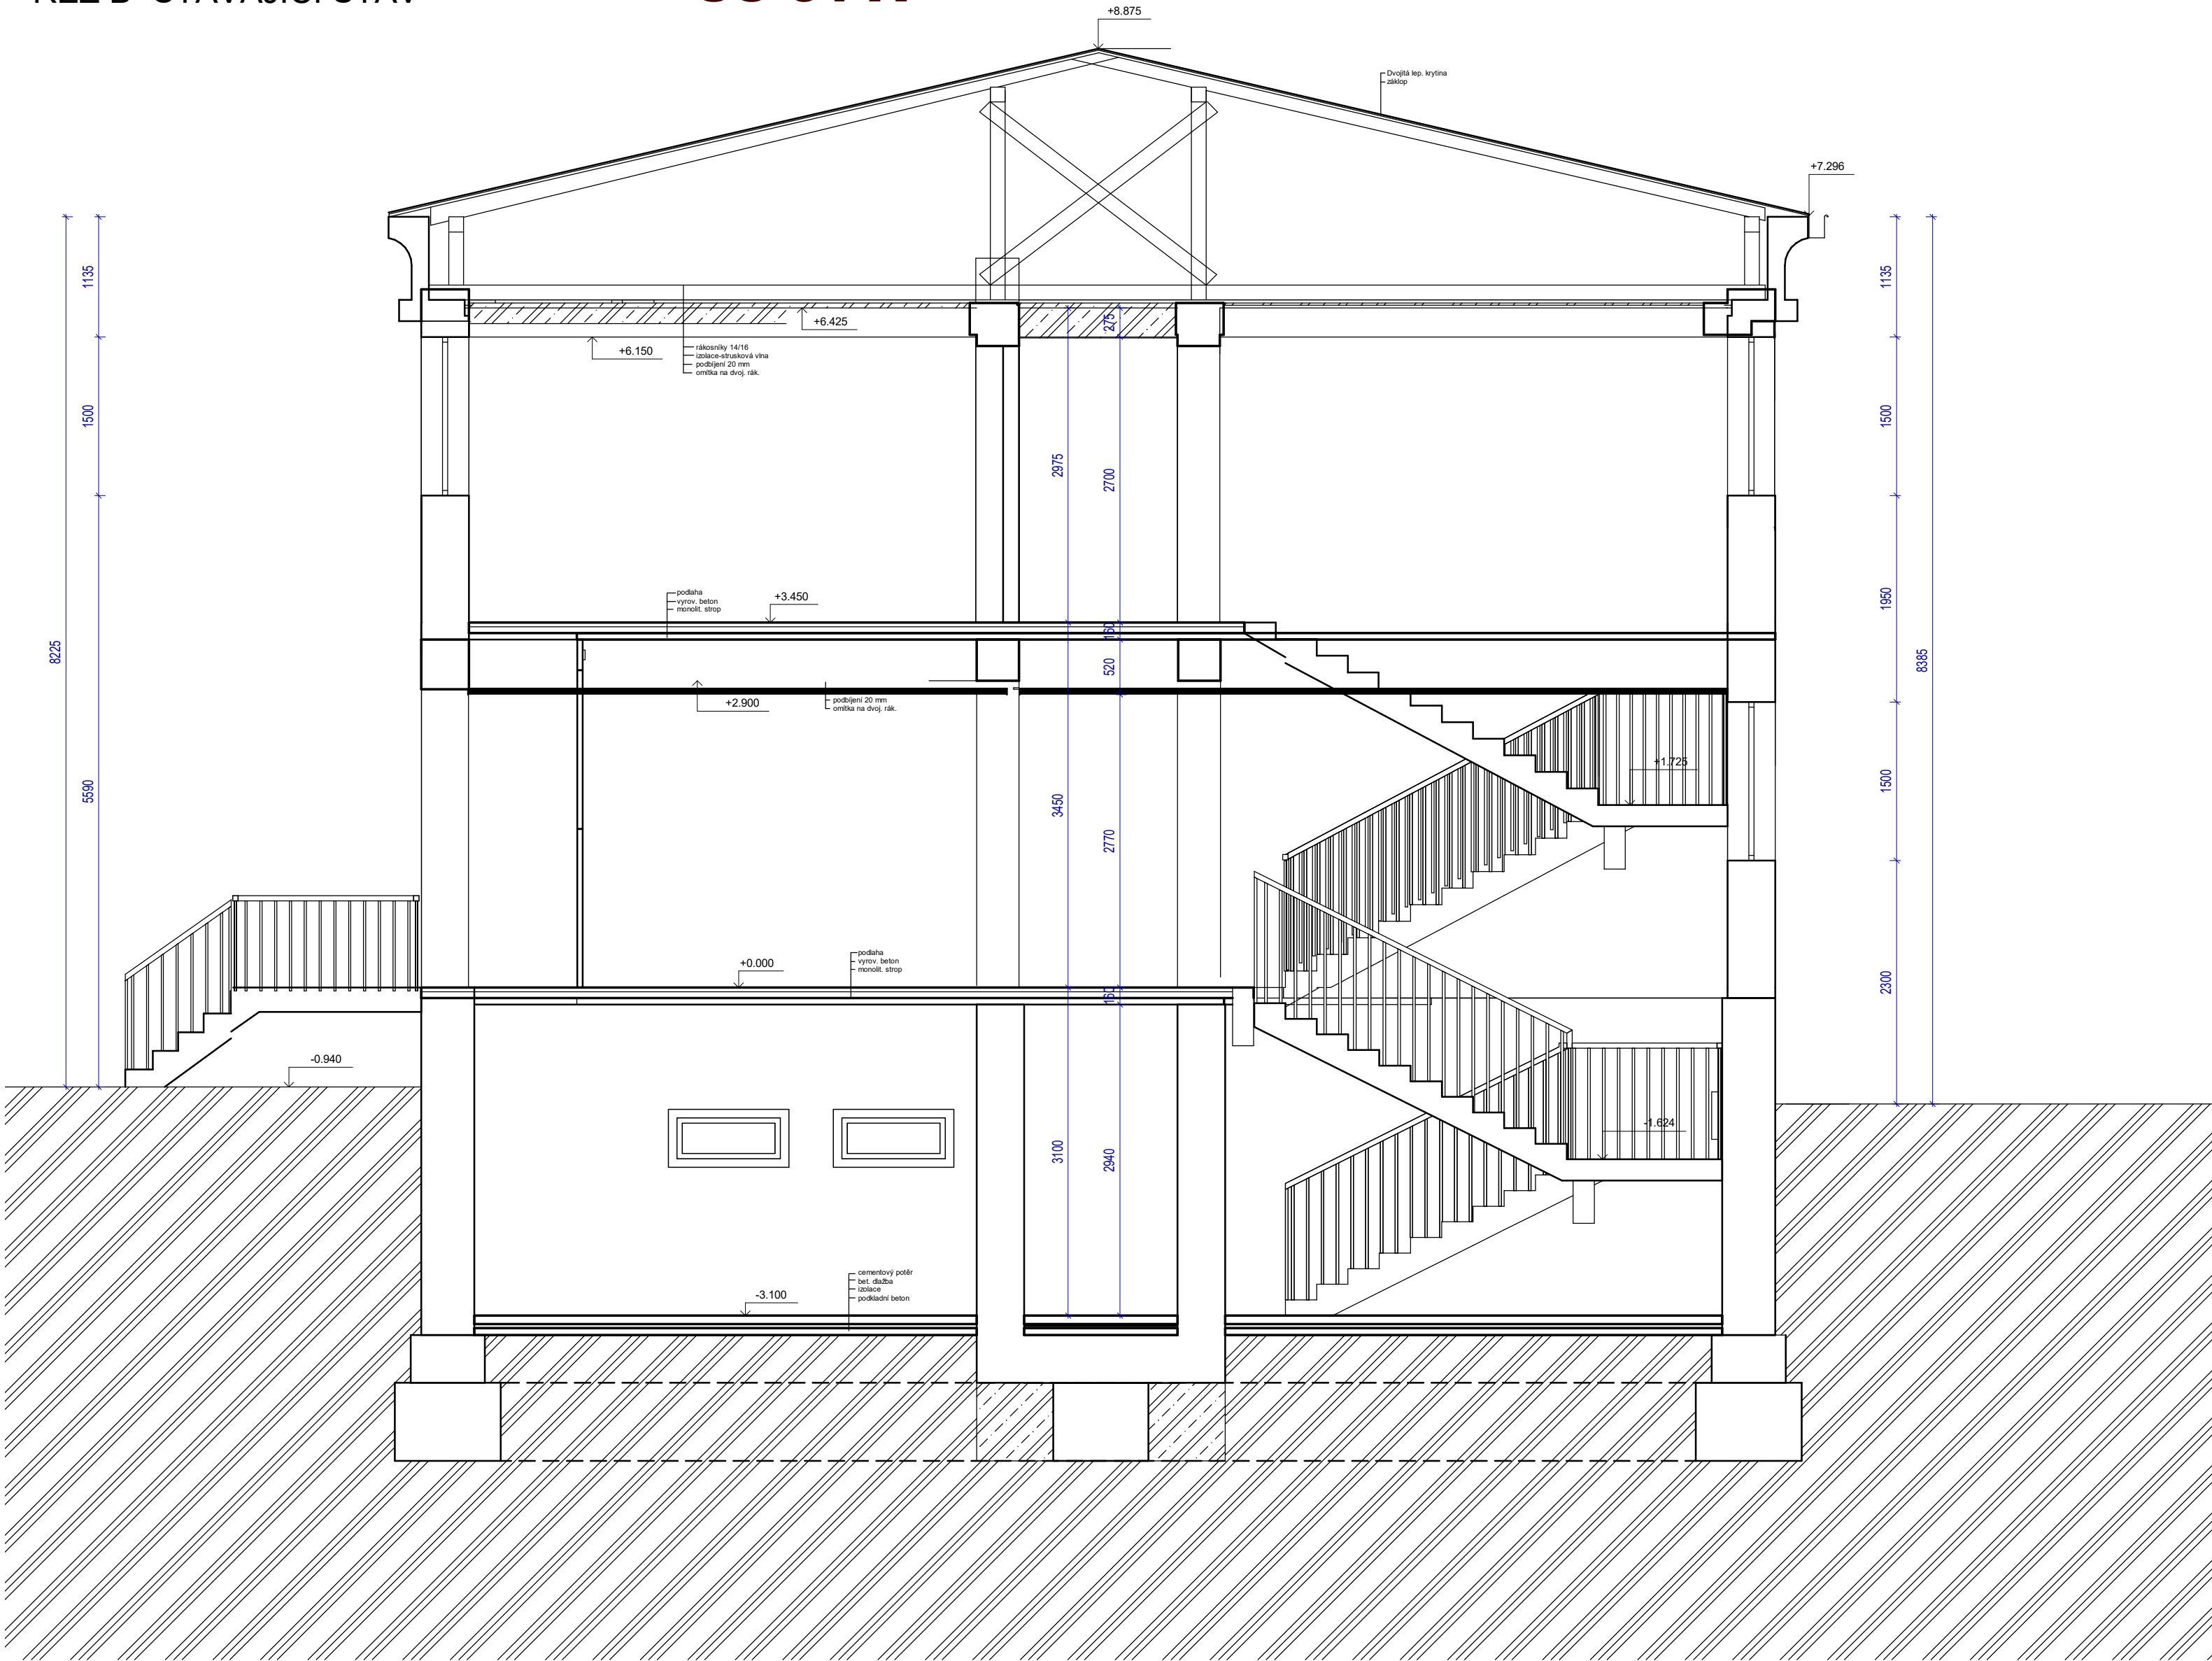 +8.875
Dvojitá lep. krytina
záklop
+7.296
1135
1135
+6.425
275
+6.150
rákosníky 14/16
izolace-strusková vlna
podbíjení 20 mm
omítka na dvoj. rák.
1500
1500
2975
2700
podlaha
vyrov. beton
monolit. strop
+3.450
1950
160
8225
520
8385
+2.900
podbíjení 20 mm
omítka na dvoj. rák.
+1.725
5590
3450
1500
2770
+0.000
podlaha
vyrov. beton
monolit. strop
2300
160
-0.940
-1.624
3100
2940
cementový potěr
bet. dlažba
izolace
podkladní beton
-3.100